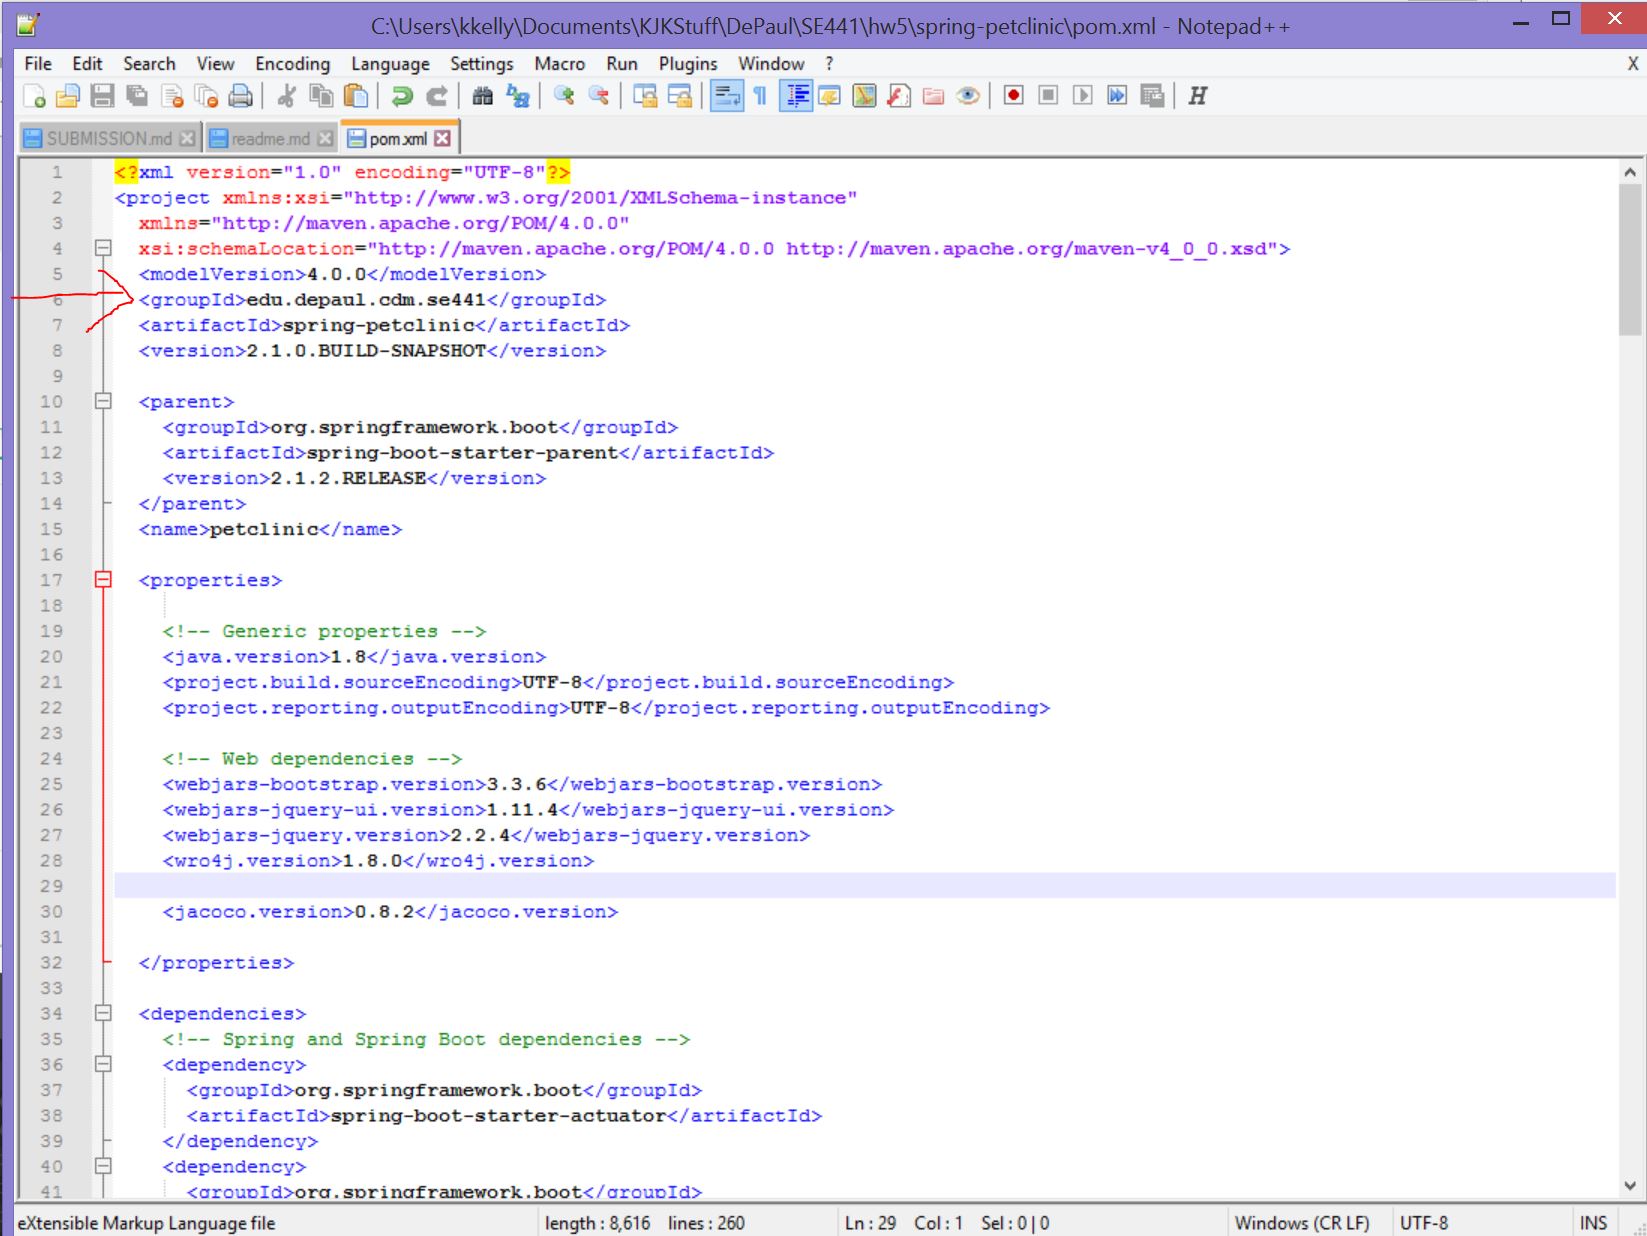 C:\Users\kkelly\Documents\KJKStuff\DePaul\SE441\hw5\spring-petclinic\pom.xml - Notepad++
File Edit Search View Encoding Language Settings Macro Run Plugins Window ? X
SUBMISSION.md readme.md pom.xml
1 <?xml version="1.0" encoding="UTF-8"?>
2 <project xmlns:xsi="http://www.w3.org/2001/XMLSchema-instance"
3 xmlns="http://maven.apache.org/POM/4.0.0"
4 xsi:schemaLocation="http://maven.apache.org/POM/4.0.0 http://maven.apache.org/maven-v4_0_0.xsd">
5 <modelVersion>4.0.0</modelVersion>
6 <groupId>edu.depaul.cdm.se441</groupId>
7 <artifactId>spring-petclinic</artifactId>
8 <version>2.1.0.BUILD-SNAPSHOT</version>
9
10 <parent>
11 <groupId>org.springframework.boot</groupId>
12 <artifactId>spring-boot-starter-parent</artifactId>
13 <version>2.1.2.RELEASE</version>
14 </parent>
15 <name>petclinic</name>
16
17 <properties>
18
19 <!-- Generic properties -->
20 <java.version>1.8</java.version>
21 <project.build.sourceEncoding>UTF-8</project.build.sourceEncoding>
22 <project.reporting.outputEncoding>UTF-8</project.reporting.outputEncoding>
23
24 <!-- Web dependencies -->
25 <webjars-bootstrap.version>3.3.6</webjars-bootstrap.version>
26 <webjars-jquery-ui.version>1.11.4</webjars-jquery-ui.version>
27 <webjars-jquery.version>2.2.4</webjars-jquery.version>
28 <wro4j.version>1.8.0</wro4j.version>
29
30 <jacoco.version>0.8.2</jacoco.version>
31
32 </properties>
33
34 <dependencies>
35 <!-- Spring and Spring Boot dependencies -->
36 <dependency>
37 <groupId>org.springframework.boot</groupId>
38 <artifactId>spring-boot-starter-actuator</artifactId>
39 </dependency>
40 <dependency>
41 <groupId>org.springframework.boot</groupId>
eXtensible Markup Language file length : 8,616 lines : 260 Ln : 29 Col : 1 Sel : 0 | 0 Windows (CR LF) UTF-8 INS